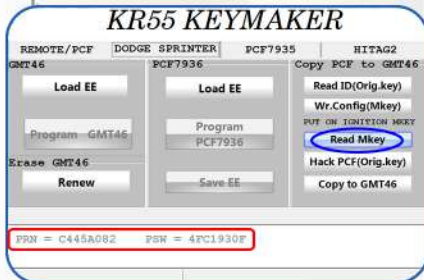 KR55 KEYMAKER
REMOTE/PCF DODGE SPRINTER PCF7935 HITAG2
GMT46 PCF7936 Copy PCF to GMT46
Load EE Load EE Read ID(Orig.key)
Wr.Config(Mkey)
PUT ON IGNITION MKEY
Program GMT46 Program PCF7936 Read Mkey
Erase GMT46 Hack PCF(Orig.key)
Renew Save EE Copy to GMT46
PRN = C445A082 PSW = 4FC1930F